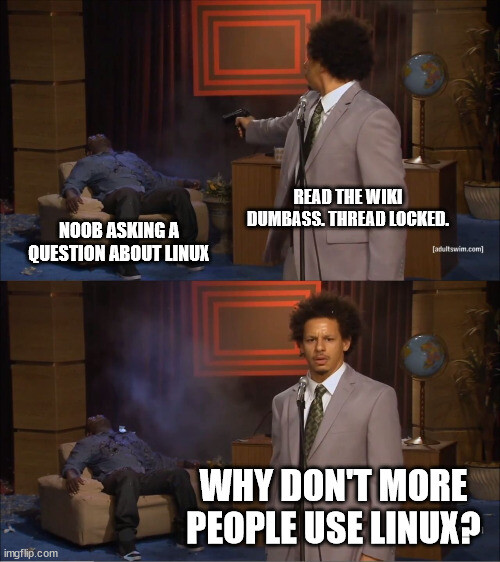 READ THE WIKI
DUMBASS. THREAD LOCKED.
NOOB ASKING A
QUESTION ABOUT LINUX
[adultswim.com]
WHY DON'T MORE
PEOPLE USE LINUX?
imgflip.com